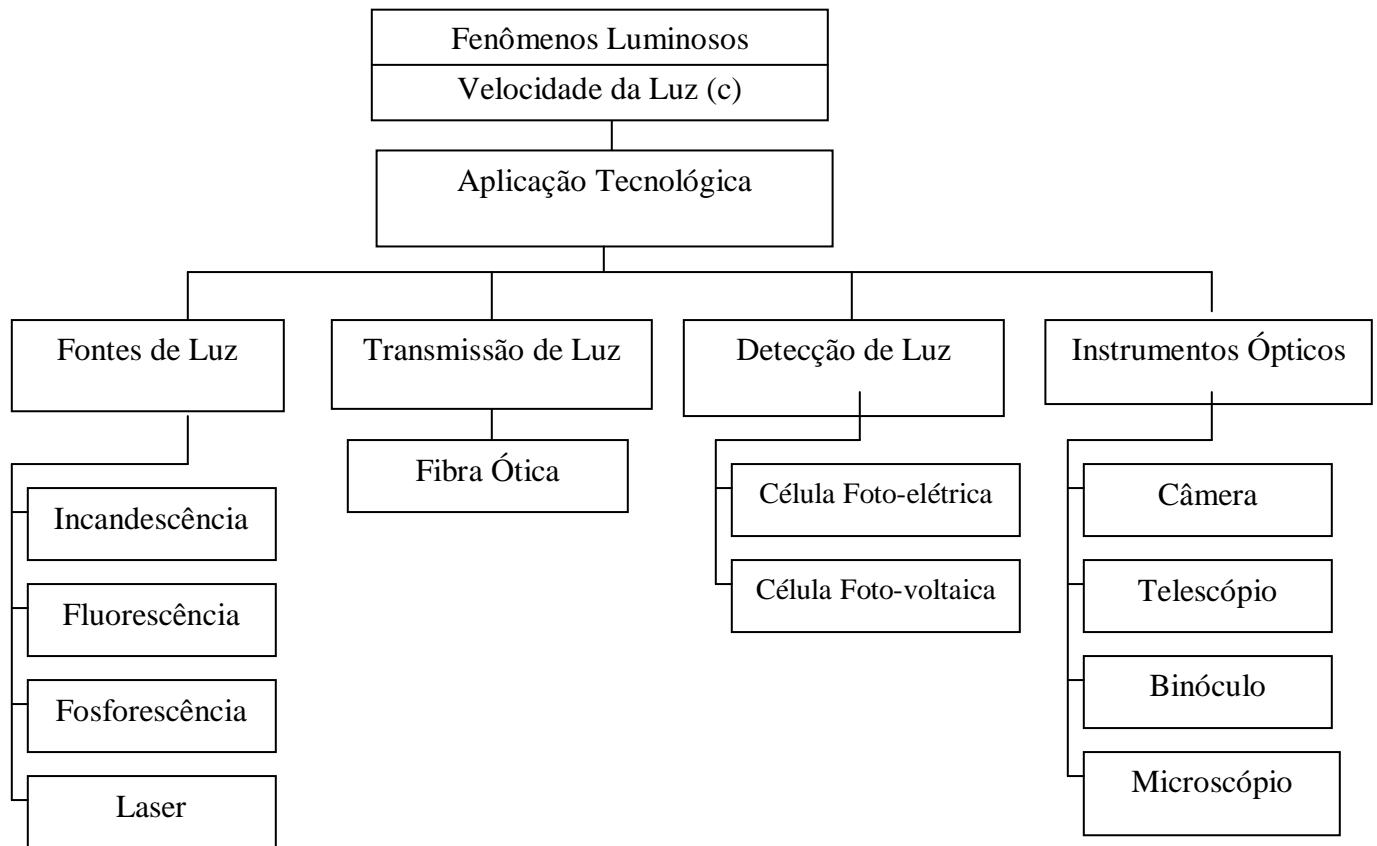 Fenômenos Luminosos
Velocidade da Luz (c)
Aplicação Tecnológica
Fontes de Luz
Transmissão de Luz
Detecção de Luz
Instrumentos Ópticos
Incandescência
Fluorescência
Fosforescência
Laser
Fibra Ótica
Célula Foto-elétrica
Célula Foto-voltaica
Câmera
Telescópio
Binóculo
Microscópio